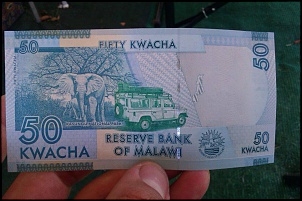 50
FIFTY KWACHA
50
50
KWACHA
RESERVE BANK
OF MALAWI
50
KWACHA